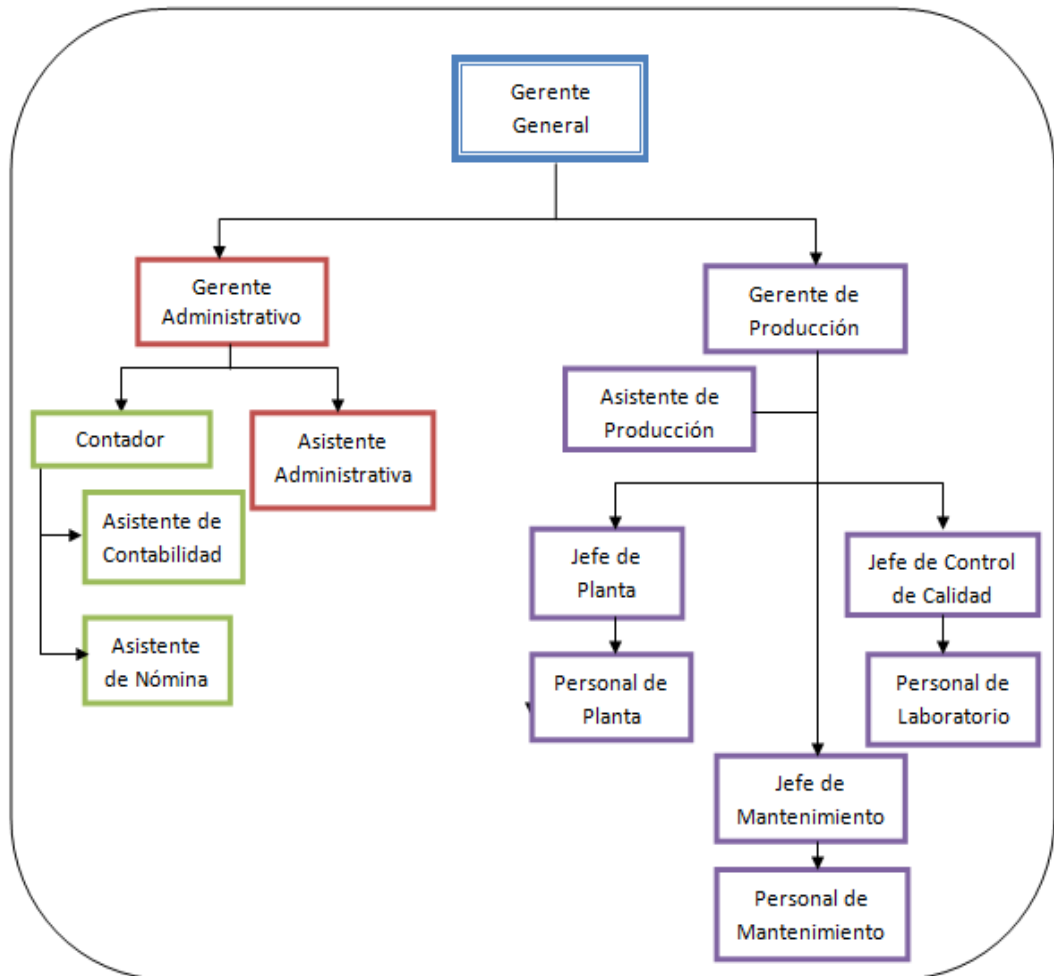 Gerente
General
Gerente
Administrativo
Gerente de
Producción
Asistente de
Producción
Contador
Asistente
Administrativa
Asistente de
Contabilidad
Asistente
de Nómina
Jefe de
Planta
Jefe de Control
de Calidad
Personal de
Planta
Personal de
Laboratorio
Jefe de
Mantenimiento
Personal de
Mantenimiento